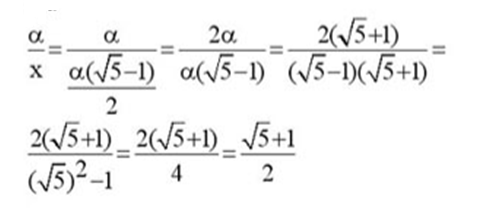 α/x = α/(α(√5−1)/2) = 2α/(α(√5−1)) = 2(√5+1)/((√5−1)(√5+1)) =
2(√5+1)/((√5)²−1) = 2(√5+1)/4 = (√5+1)/2